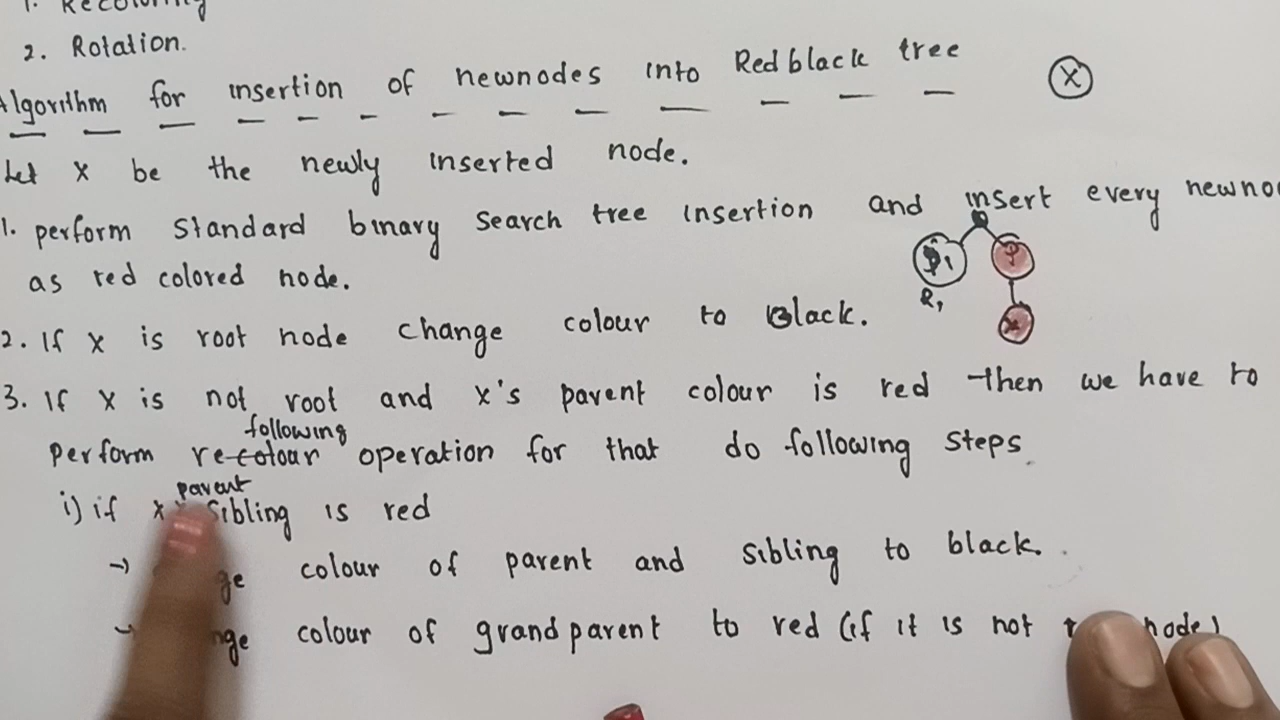 1. Recolouring
2. Rotation.
Algorithm for insertion of newnodes into Redblack tree
X
Let X be the newly inserted node.
1. perform standard binary search tree insertion and insert every
as red colored node.
P
X
2. If X is root node change colour to Black.
3. If X is not root and X's parent colour is red then we have to
following
perform operation for that do following steps.
parent
i) if X's sibling is red
→ colour of parent and sibling to black.
→ colour of grandparent to red (if it is not node)